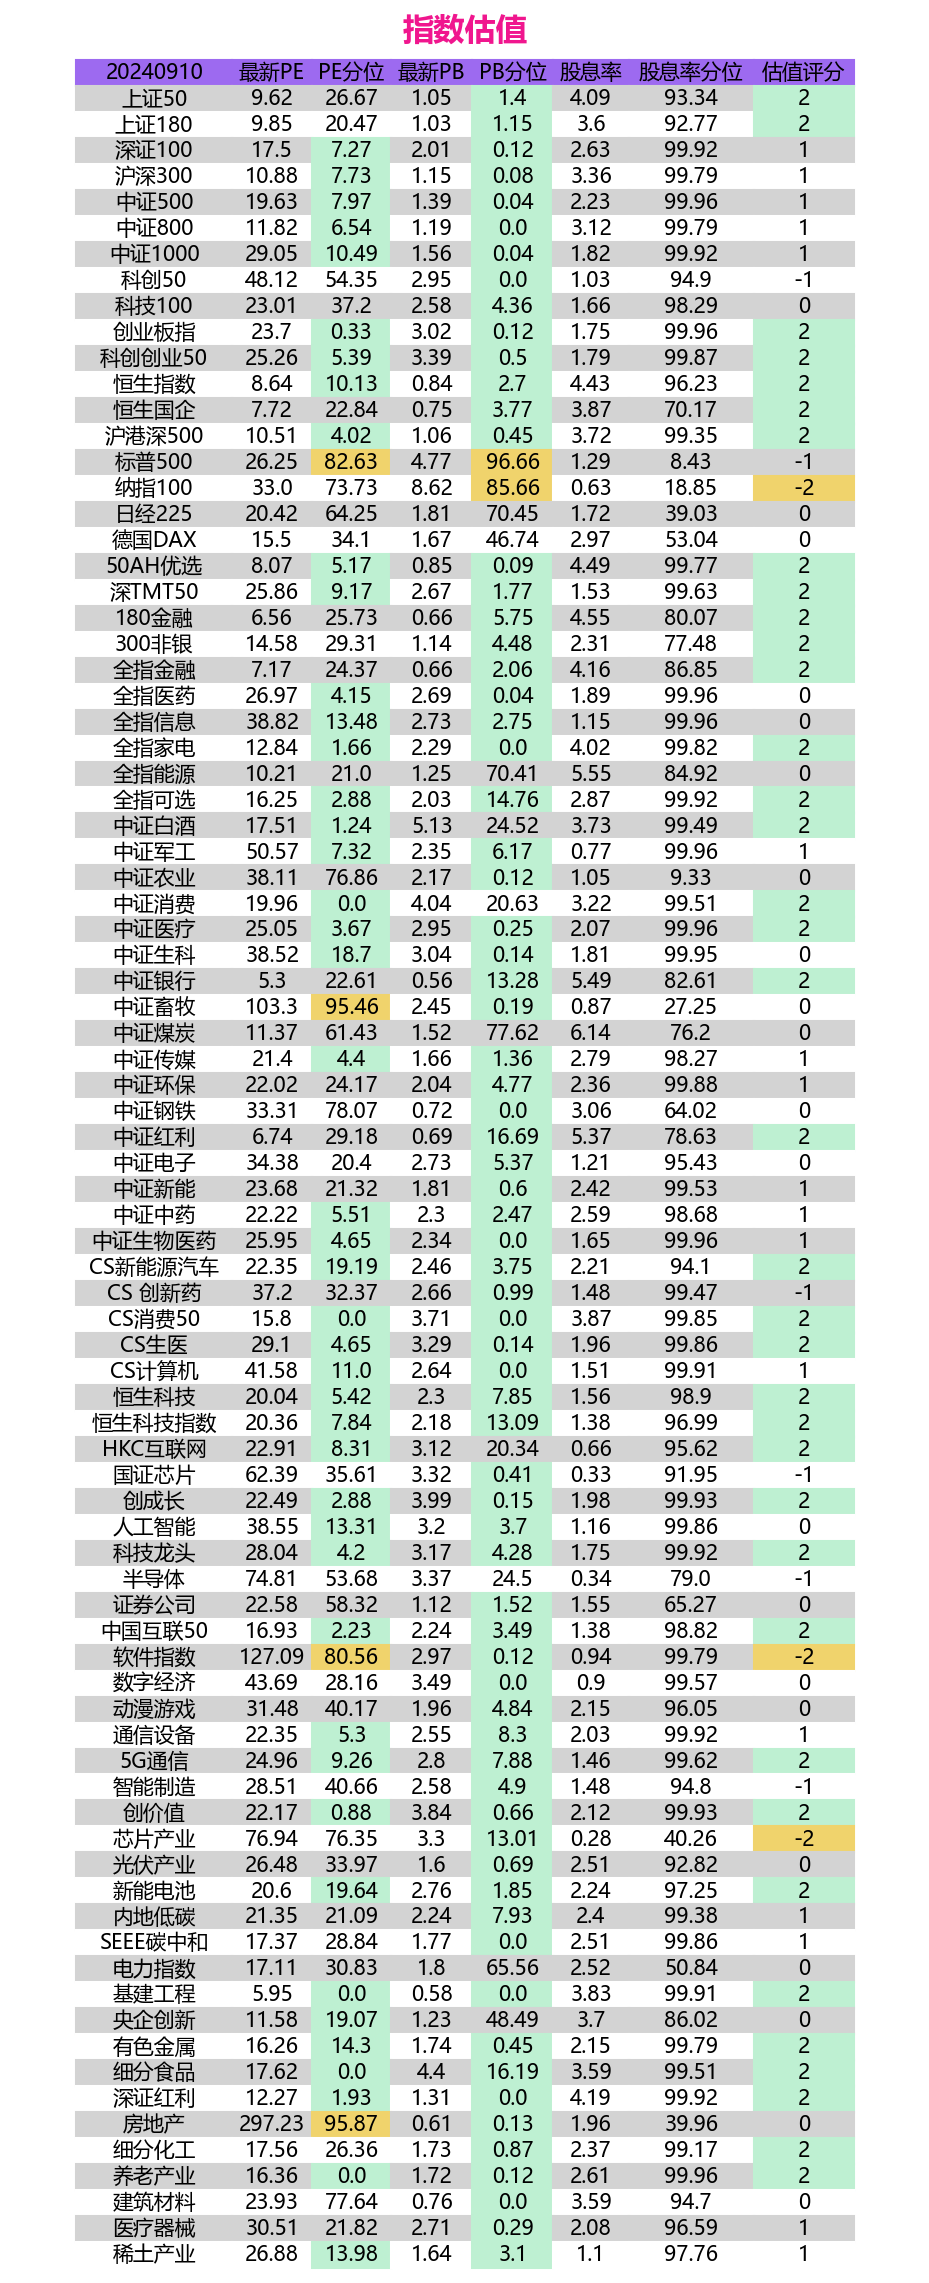 指数估值
20240910 最新PE PE分位 最新PB PB分位 股息率 股息率分位 估值评分
上证50 9.62 26.67 1.05 1.4 4.09 93.34 2
上证180 9.85 20.47 1.03 1.15 3.6 92.77 2
深证100 17.5 7.27 2.01 0.12 2.63 99.92 1
沪深300 10.88 7.73 1.15 0.08 3.36 99.79 1
中证500 19.63 7.97 1.39 0.04 2.23 99.96 1
中证800 11.82 6.54 1.19 0.0 3.12 99.79 1
中证1000 29.05 10.49 1.56 0.04 1.82 99.92 1
科创50 48.12 54.35 2.95 0.0 1.03 94.9 -1
科技100 23.01 37.2 2.58 4.36 1.66 98.29 0
创业板指 23.7 0.33 3.02 0.12 1.75 99.96 2
科创创业50 25.26 5.39 3.39 0.5 1.79 99.87 2
恒生指数 8.64 10.13 0.84 2.7 4.43 96.23 2
恒生国企 7.72 22.84 0.75 3.77 3.87 70.17 2
沪港深500 10.51 4.02 1.06 0.45 3.72 99.35 2
标普500 26.25 82.63 4.77 96.66 1.29 8.43 -1
纳指100 33.0 73.73 8.62 85.66 0.63 18.85 -2
日经225 20.42 64.25 1.81 70.45 1.72 39.03 0
德国DAX 15.5 34.1 1.67 46.74 2.97 53.04 0
50AH优选 8.07 5.17 0.85 0.09 4.49 99.77 2
深TMT50 25.86 9.17 2.67 1.77 1.53 99.63 2
180金融 6.56 25.73 0.66 5.75 4.55 80.07 2
300非银 14.58 29.31 1.14 4.48 2.31 77.48 2
全指金融 7.17 24.37 0.66 2.06 4.16 86.85 2
全指医药 26.97 4.15 2.69 0.04 1.89 99.96 0
全指信息 38.82 13.48 2.73 2.75 1.15 99.96 0
全指家电 12.84 1.66 2.29 0.0 4.02 99.82 2
全指能源 10.21 21.0 1.25 70.41 5.55 84.92 0
全指可选 16.25 2.88 2.03 14.76 2.87 99.92 2
中证白酒 17.51 1.24 5.13 24.52 3.73 99.49 2
中证军工 50.57 7.32 2.35 6.17 0.77 99.96 1
中证农业 38.11 76.86 2.17 0.12 1.05 9.33 0
中证消费 19.96 0.0 4.04 20.63 3.22 99.51 2
中证医疗 25.05 3.67 2.95 0.25 2.07 99.96 2
中证生科 38.52 18.7 3.04 0.14 1.81 99.95 0
中证银行 5.3 22.61 0.56 13.28 5.49 82.61 2
中证畜牧 103.3 95.46 2.45 0.19 0.87 27.25 0
中证煤炭 11.37 61.43 1.52 77.62 6.14 76.2 0
中证传媒 21.4 4.4 1.66 1.36 2.79 98.27 1
中证环保 22.02 24.17 2.04 4.77 2.36 99.88 1
中证钢铁 33.31 78.07 0.72 0.0 3.06 64.02 0
中证红利 6.74 29.18 0.69 16.69 5.37 78.63 2
中证电子 34.38 20.4 2.73 5.37 1.21 95.43 0
中证新能 23.68 21.32 1.81 0.6 2.42 99.53 1
中证中药 22.22 5.51 2.3 2.47 2.59 98.68 1
中证生物医药 25.95 4.65 2.34 0.0 1.65 99.96 1
CS新能源汽车 22.35 19.19 2.46 3.75 2.21 94.1 2
CS 创新药 37.2 32.37 2.66 0.99 1.48 99.47 -1
CS消费50 15.8 0.0 3.71 0.0 3.87 99.85 2
CS生医 29.1 4.65 3.29 0.14 1.96 99.86 2
CS计算机 41.58 11.0 2.64 0.0 1.51 99.91 1
恒生科技 20.04 5.42 2.3 7.85 1.56 98.9 2
恒生科技指数 20.36 7.84 2.18 13.09 1.38 96.99 2
HKC互联网 22.91 8.31 3.12 20.34 0.66 95.62 2
国证芯片 62.39 35.61 3.32 0.41 0.33 91.95 -1
创成长 22.49 2.88 3.99 0.15 1.98 99.93 2
人工智能 38.55 13.31 3.2 3.7 1.16 99.86 0
科技龙头 28.04 4.2 3.17 4.28 1.75 99.92 2
半导体 74.81 53.68 3.37 24.5 0.34 79.0 -1
证券公司 22.58 58.32 1.12 1.52 1.55 65.27 0
中国互联50 16.93 2.23 2.24 3.49 1.38 98.82 2
软件指数 127.09 80.56 2.97 0.12 0.94 99.79 -2
数字经济 43.69 28.16 3.49 0.0 0.9 99.57 0
动漫游戏 31.48 40.17 1.96 4.84 2.15 96.05 0
通信设备 22.35 5.3 2.55 8.3 2.03 99.92 1
5G通信 24.96 9.26 2.8 7.88 1.46 99.62 2
智能制造 28.51 40.66 2.58 4.9 1.48 94.8 -1
创价值 22.17 0.88 3.84 0.66 2.12 99.93 2
芯片产业 76.94 76.35 3.3 13.01 0.28 40.26 -2
光伏产业 26.48 33.97 1.6 0.69 2.51 92.82 0
新能电池 20.6 19.64 2.76 1.85 2.24 97.25 2
内地低碳 21.35 21.09 2.24 7.93 2.4 99.38 1
SEEE碳中和 17.37 28.84 1.77 0.0 2.51 99.86 1
电力指数 17.11 30.83 1.8 65.56 2.52 50.84 0
基建工程 5.95 0.0 0.58 0.0 3.83 99.91 2
央企创新 11.58 19.07 1.23 48.49 3.7 86.02 0
有色金属 16.26 14.3 1.74 0.45 2.15 99.79 2
细分食品 17.62 0.0 4.4 16.19 3.59 99.51 2
深证红利 12.27 1.93 1.31 0.0 4.19 99.92 2
房地产 297.23 95.87 0.61 0.13 1.96 39.96 0
细分化工 17.56 26.36 1.73 0.87 2.37 99.17 2
养老产业 16.36 0.0 1.72 0.12 2.61 99.96 2
建筑材料 23.93 77.64 0.76 0.0 3.59 94.7 0
医疗器械 30.51 21.82 2.71 0.29 2.08 96.59 1
稀土产业 26.88 13.98 1.64 3.1 1.1 97.76 1